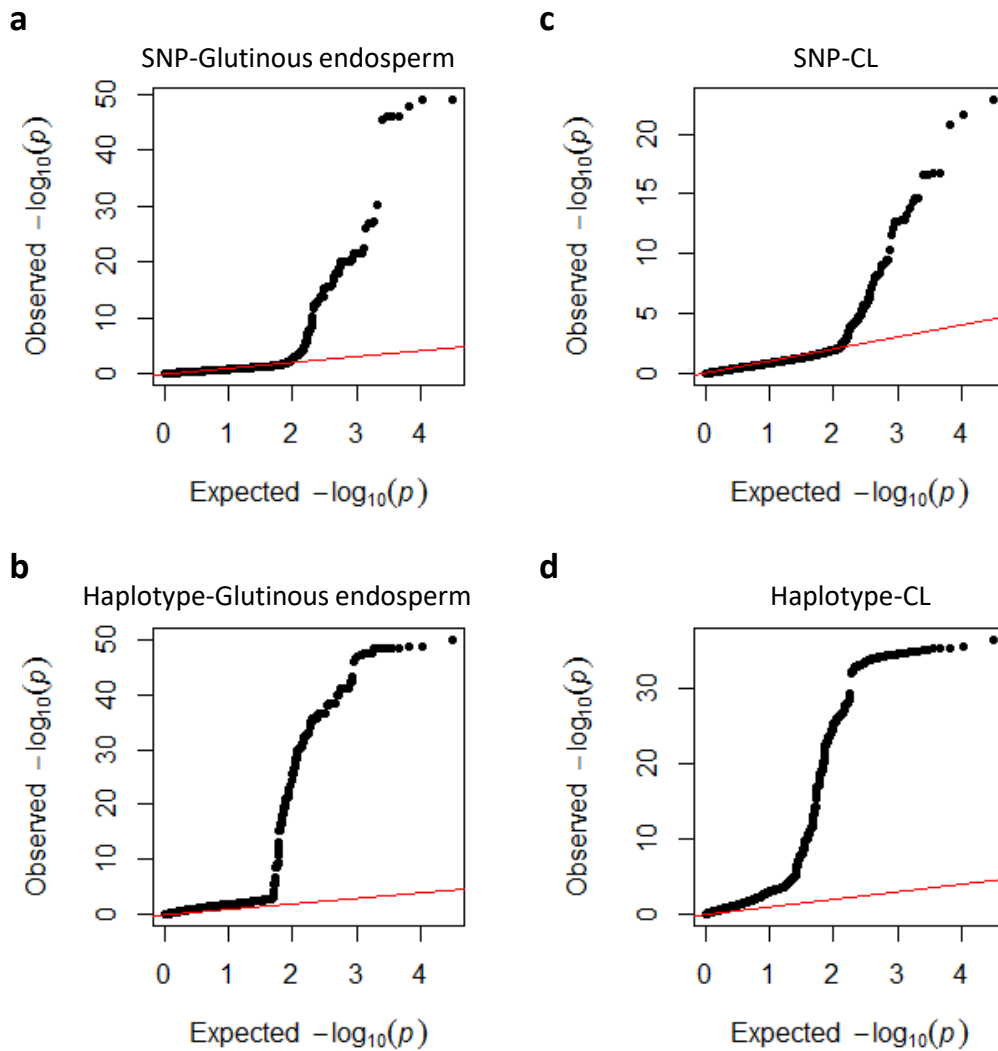 a
SNP-Glutinous endosperm
Observed −log10(p)
50
40
30
20
10
0
0 1 2 3 4
Expected −log10(p)
c
SNP-CL
Observed −log10(p)
20
15
10
5
0
0 1 2 3 4
Expected −log10(p)
b
Haplotype-Glutinous endosperm
Observed −log10(p)
50
40
30
20
10
0
0 1 2 3 4
Expected −log10(p)
d
Haplotype-CL
Observed −log10(p)
30
20
10
0
0 1 2 3 4
Expected −log10(p)